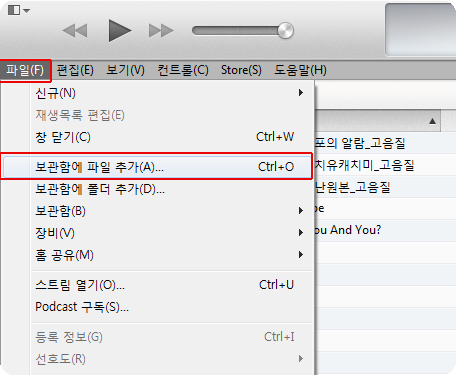 파일(F) 편집(E) 보기(V) 컨트롤(C) Store(S) 도움말(H)
신규(N)
재생목록 편집(E)
창 닫기(C) Ctrl+W
포의 알람_고음질
보관함에 파일 추가(A)... Ctrl+O
치유캐치미_고음질
보관함에 폴더 추가(D)...
난원본_고음질
보관함(B)
장비(V)
ou And You?
홈 공유(M)
스트림 열기(O)... Ctrl+U
Podcast 구독(S)...
등록 정보(G) Ctrl+I
선호도(R)